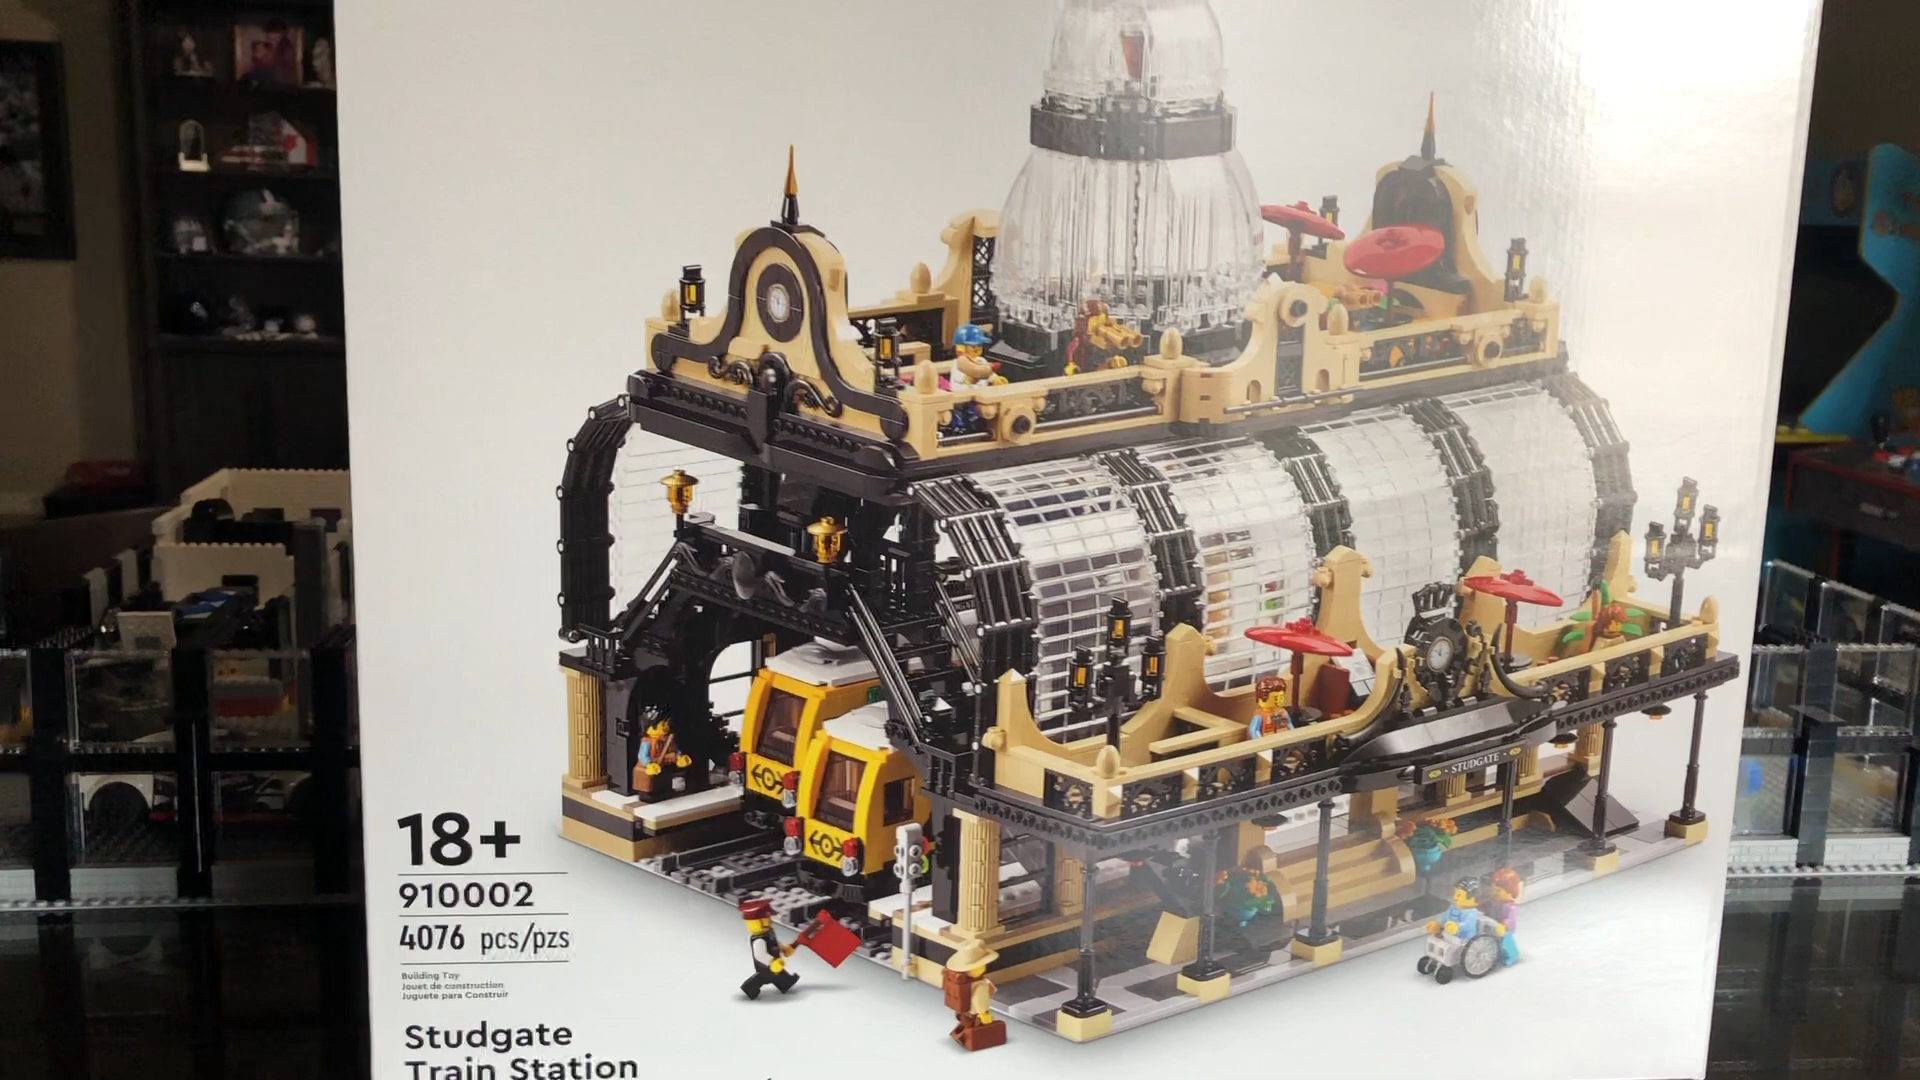 · STUDGATE ·
18+
910002
4076 pcs/pzs
Building Toy
Jouet de construction
Juguete para Construir
Studgate
Train Station